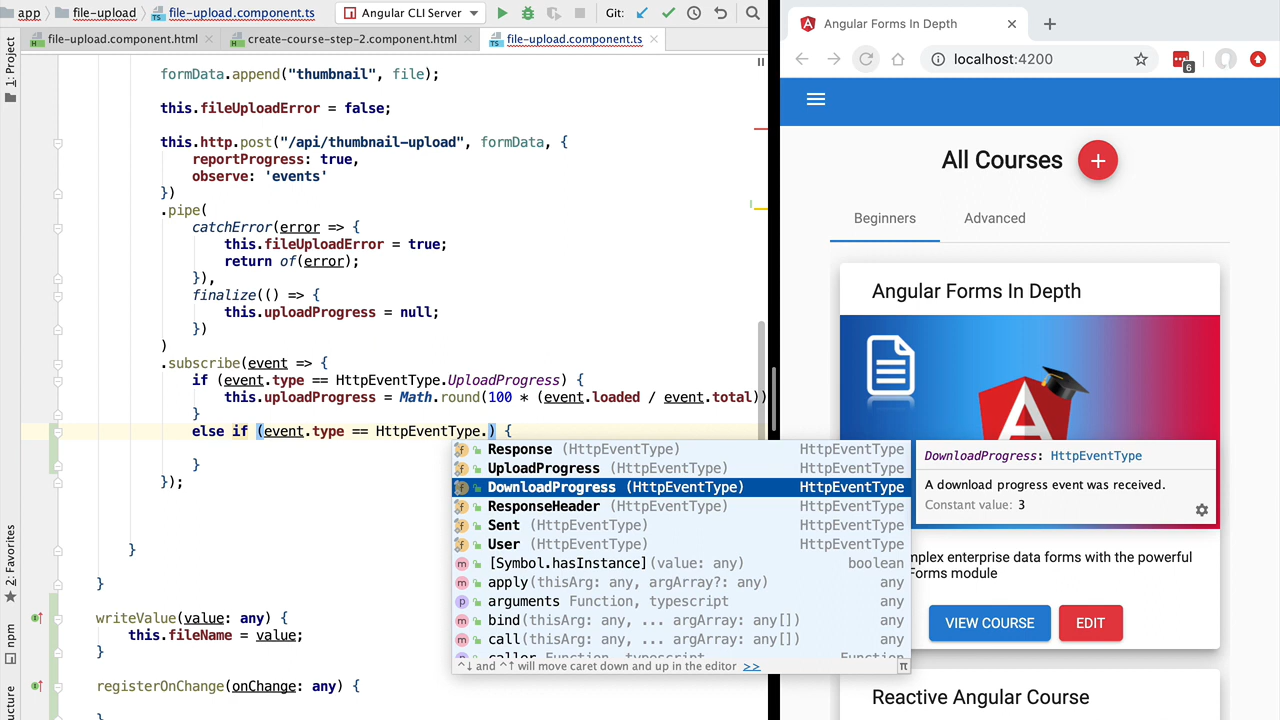 app file-upload file-upload.component.ts Angular CLI Server Git:
file-upload.component.html create-course-step-2.component.html file-upload.component.ts
1: Project
2: Favorites
npm
ucture
formData.append("thumbnail", file);
this.fileUploadError = false;
this.http.post("/api/thumbnail-upload", formData, {
reportProgress: true,
observe: 'events'
})
.pipe(
catchError(error => {
this.fileUploadError = true;
return of(error);
}),
finalize(() => {
this.uploadProgress = null;
})
)
.subscribe(event => {
if (event.type == HttpEventType.UploadProgress) {
this.uploadProgress = Math.round(100 * (event.loaded / event.total))
}
else if (event.type == HttpEventType.) {
}
});
}
}
writeValue(value: any) {
this.fileName = value;
}
registerOnChange(onChange: any) {
}
Response (HttpEventType) HttpEventType
UploadProgress (HttpEventType) HttpEventType
DownloadProgress (HttpEventType) HttpEventType
ResponseHeader (HttpEventType) HttpEventType
Sent (HttpEventType) HttpEventType
User (HttpEventType) HttpEventType
[Symbol.hasInstance](value: any) boolean
apply(thisArg: any, argArray?: any) any
arguments Function, typescript any
bind(thisArg: any, ... argArray: any[]) any
call(thisArg: any, ... argArray: any[]) any
caller Function, typescript Function
^↓ and ^↑ will move caret down and up in the editor >> π
DownloadProgress: HttpEventType
A download progress event was received.
Constant value: 3
Angular Forms In Depth
localhost:4200
6
All Courses +
Beginners Advanced
Angular Forms In Depth
mplex enterprise data forms with the powerful
Forms module
VIEW COURSE EDIT
Reactive Angular Course